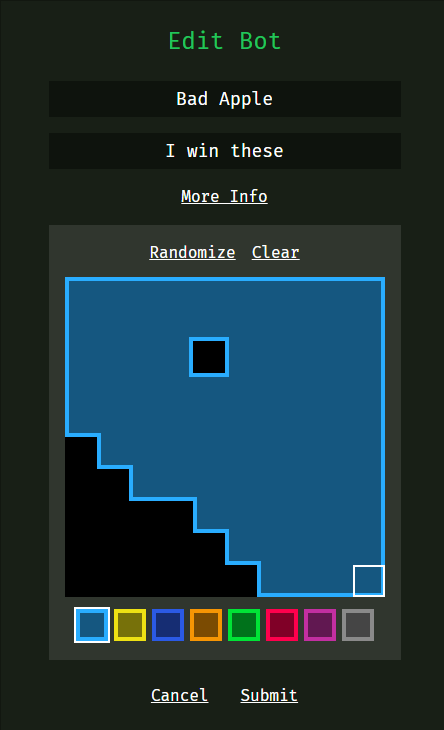 Edit Bot
Bad Apple
I win these
More Info
Randomize Clear
Cancel Submit